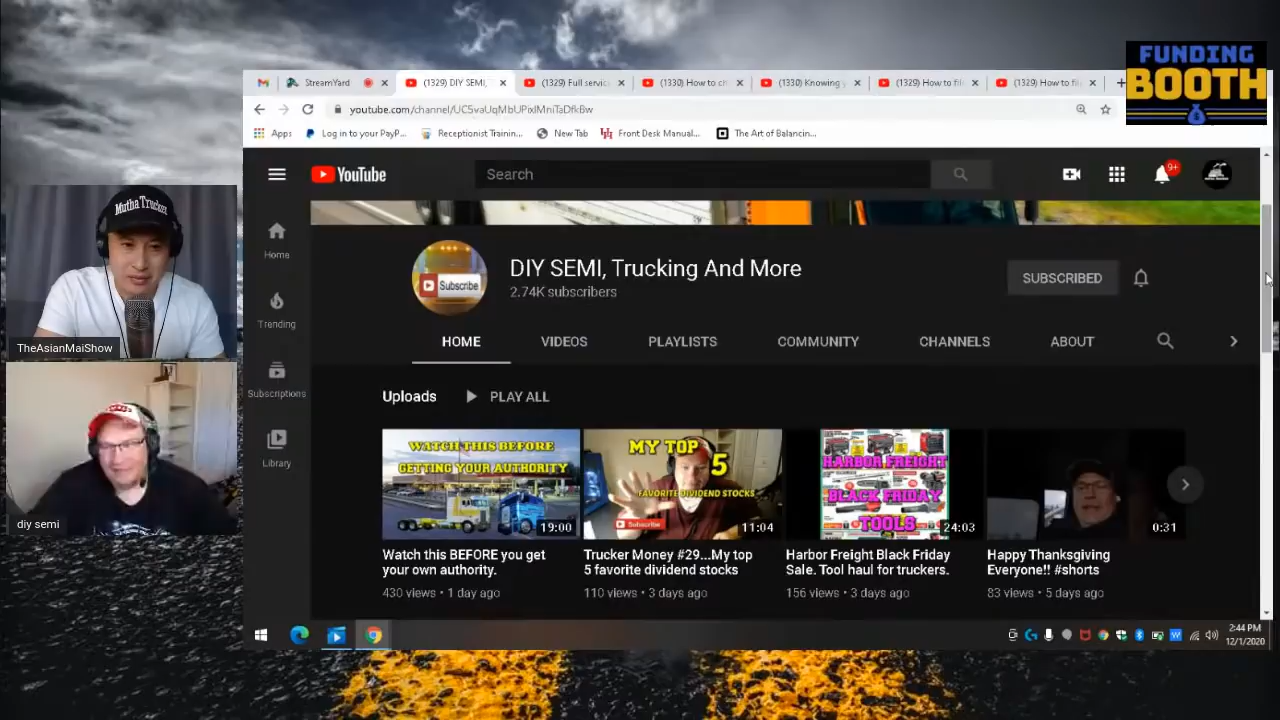 FUNDING
BOOTH
StreamYard
(1329) DIY SEMI,
(1329) Full servic
(1330) How to ch
(1330) Knowing
(1329) How to fil
(1329) How to fil
youtube.com/channel/UC5vaUqMbUPixIMniTaDfkBw
Apps
Log in to your PayP...
Receptionist Trainin...
New Tab
Front Desk Manual...
The Art of Balancin...
YouTube
Search
9+
Home
Trending
Subscriptions
Library
Subscribe
DIY SEMI, Trucking And More
2.74K subscribers
SUBSCRIBED
HOME
VIDEOS
PLAYLISTS
COMMUNITY
CHANNELS
ABOUT
Uploads
PLAY ALL
WATCH THIS BEFORE
GETTING YOUR AUTHORITY
19:00
MY TOP
5
FAVORITE DIVIDEND STOCKS
Subscribe
11:04
HARBOR FREIGHT
BLACK FRIDAY
TOOLS
24:03
0:31
Watch this BEFORE you get
your own authority.
430 views • 1 day ago
Trucker Money #29...My top
5 favorite dividend stocks
110 views • 3 days ago
Harbor Freight Black Friday
Sale. Tool haul for truckers.
156 views • 3 days ago
Happy Thanksgiving
Everyone!! #shorts
83 views • 5 days ago
2:44 PM
12/1/2020
Mutha Trucker
TheAsianMaiShow
diy semi